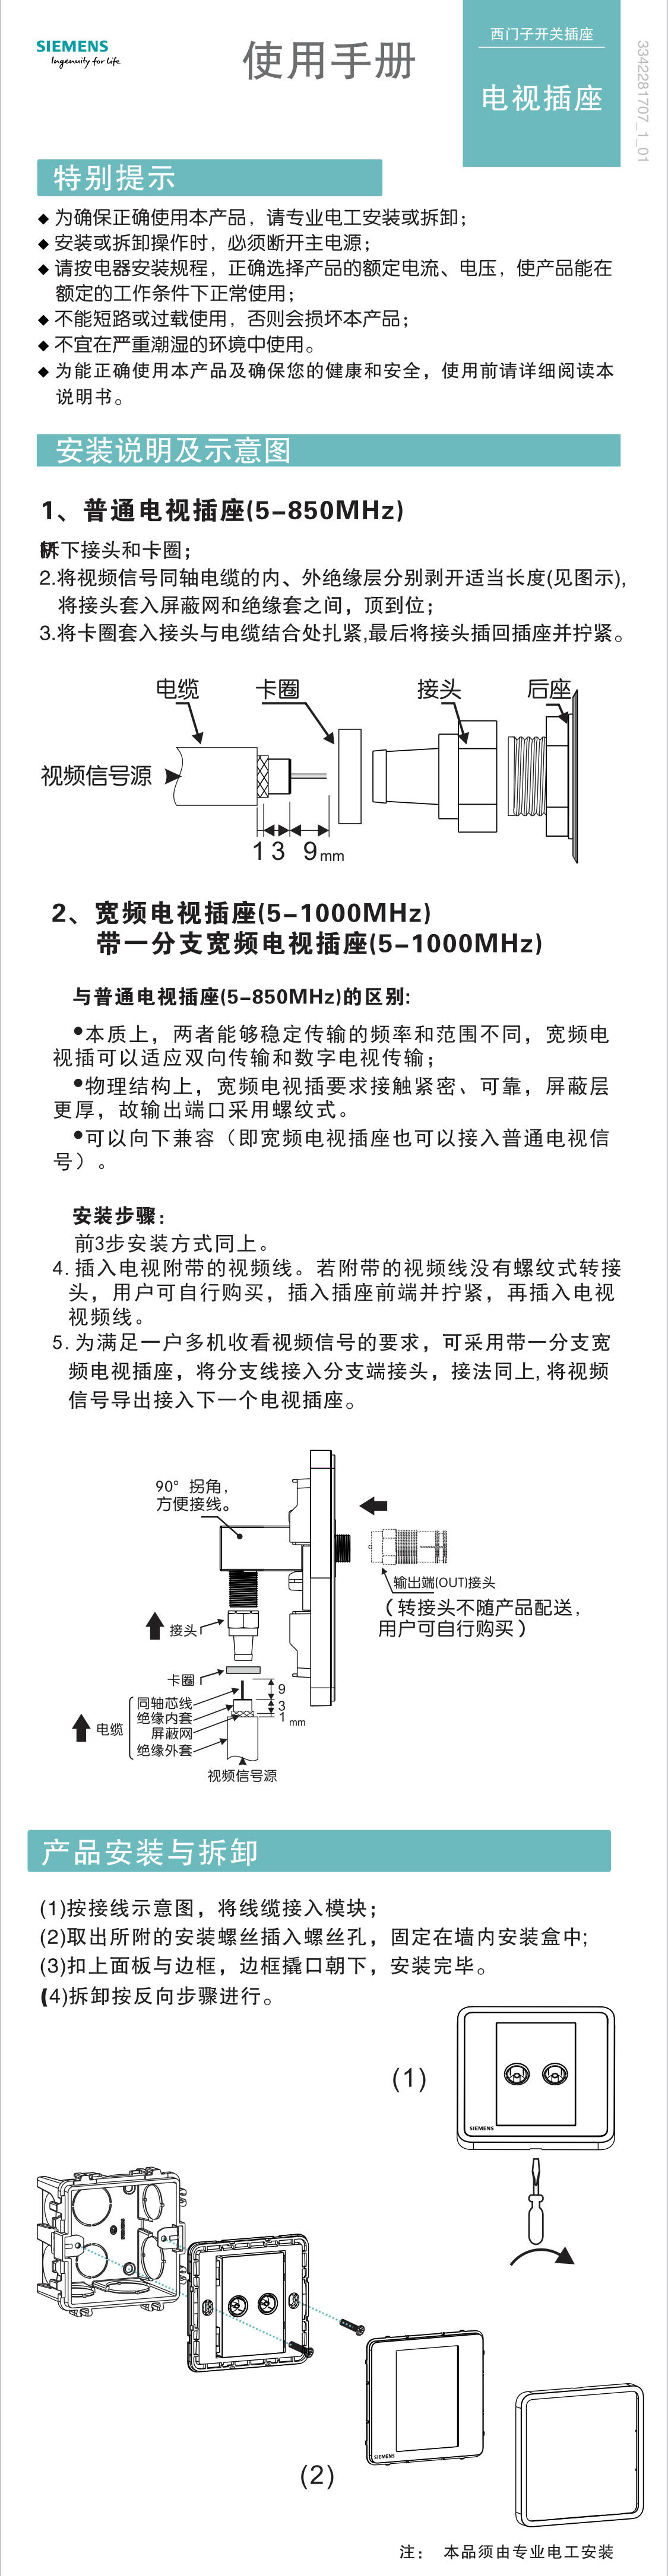 SIEMENS
Ingenuity for life
使用手册
西门子开关插座
电视插座
3342281707_1_01
特别提示
◆ 为确保正确使用本产品，请专业电工安装或拆卸；
◆ 安装或拆卸操作时，必须断开主电源；
◆ 请按电器安装规程，正确选择产品的额定电流、电压，使产品能在
额定的工作条件下正常使用；
◆ 不能短路或过载使用，否则会损坏本产品；
◆ 不宜在严重潮湿的环境中使用。
◆ 为能正确使用本产品及确保您的健康和安全，使用前请详细阅读本
说明书。
安装说明及示意图
1、普通电视插座(5-850MHz)
拆下接头和卡圈；
2.将视频信号同轴电缆的内、外绝缘层分别剥开适当长度(见图示),
将接头套入屏蔽网和绝缘套之间，顶到位；
3.将卡圈套入接头与电缆结合处扎紧,最后将接头插回插座并拧紧。
电缆
卡圈
接头
后座
视频信号源
1 3 9 mm
2、宽频电视插座(5-1000MHz)
带一分支宽频电视插座(5-1000MHz)
与普通电视插座(5-850MHz)的区别:
●本质上，两者能够稳定传输的频率和范围不同，宽频电
视插可以适应双向传输和数字电视传输；
●物理结构上，宽频电视插要求接触紧密、可靠，屏蔽层
更厚，故输出端口采用螺纹式。
●可以向下兼容（即宽频电视插座也可以接入普通电视信
号）。
安装步骤:
前3步安装方式同上。
4. 插入电视附带的视频线。若附带的视频线没有螺纹式转接
头，用户可自行购买，插入插座前端并拧紧，再插入电视
视频线。
5. 为满足一户多机收看视频信号的要求，可采用带一分支宽
频电视插座，将分支线接入分支端接头，接法同上,将视频
信号导出接入下一个电视插座。
90° 拐角，
方便接线。
输出端(OUT)接头
（转接头不随产品配送，
用户可自行购买）
接头
卡圈
9
3
1 mm
电缆
同轴芯线
绝缘内套
屏蔽网
绝缘外套
视频信号源
产品安装与拆卸
(1)按接线示意图，将线缆接入模块；
(2)取出所附的安装螺丝插入螺丝孔，固定在墙内安装盒中;
(3)扣上面板与边框，边框撬口朝下，安装完毕。
(4)拆卸按反向步骤进行。
(1)
SIEMENS
SIEMENS
(2)
注： 本品须由专业电工安装